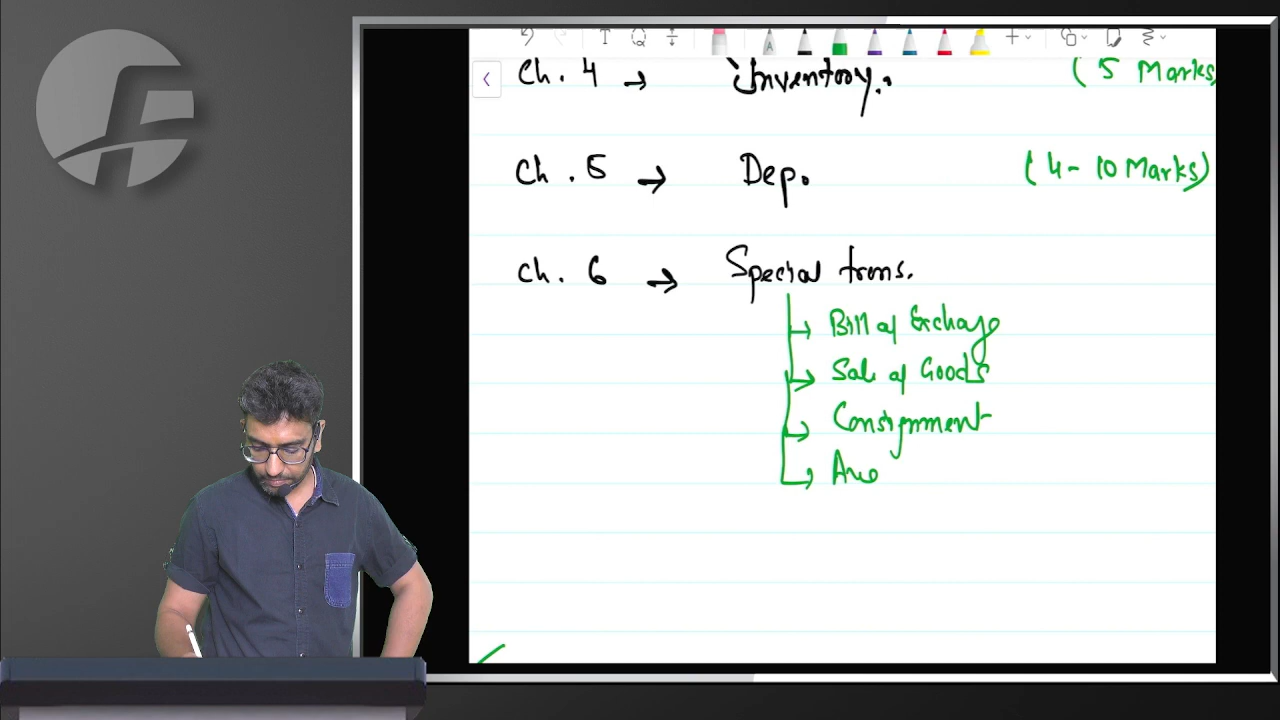 Ch. 4 → Inventory. (5 Marks
Ch. 5 → Dep. (4 - 10 Marks)
Ch. 6 → Special trans.
→ Bill of Exchage
→ Sale of Goods
→ Consignment
→